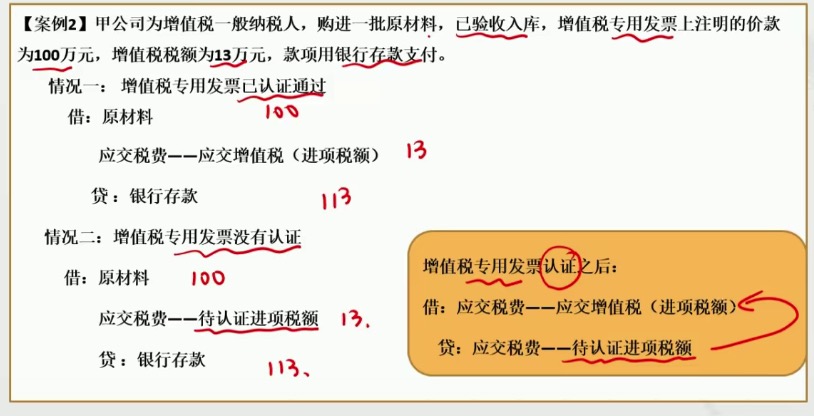 【案例2】甲公司为增值税一般纳税人，购进一批原材料，已验收入库，增值税专用发票上注明的价款
为100万元，增值税税额为13万元，款项用银行存款支付。
情况一： 增值税专用发票已认证通过
借：原材料 100
应交税费——应交增值税（进项税额） 13
贷：银行存款 113
情况二：增值税专用发票没有认证
借：原材料 100
应交税费——待认证进项税额 13.
贷：银行存款 113、
增值税专用发票认证之后：
借：应交税费——应交增值税（进项税额）
贷：应交税费——待认证进项税额